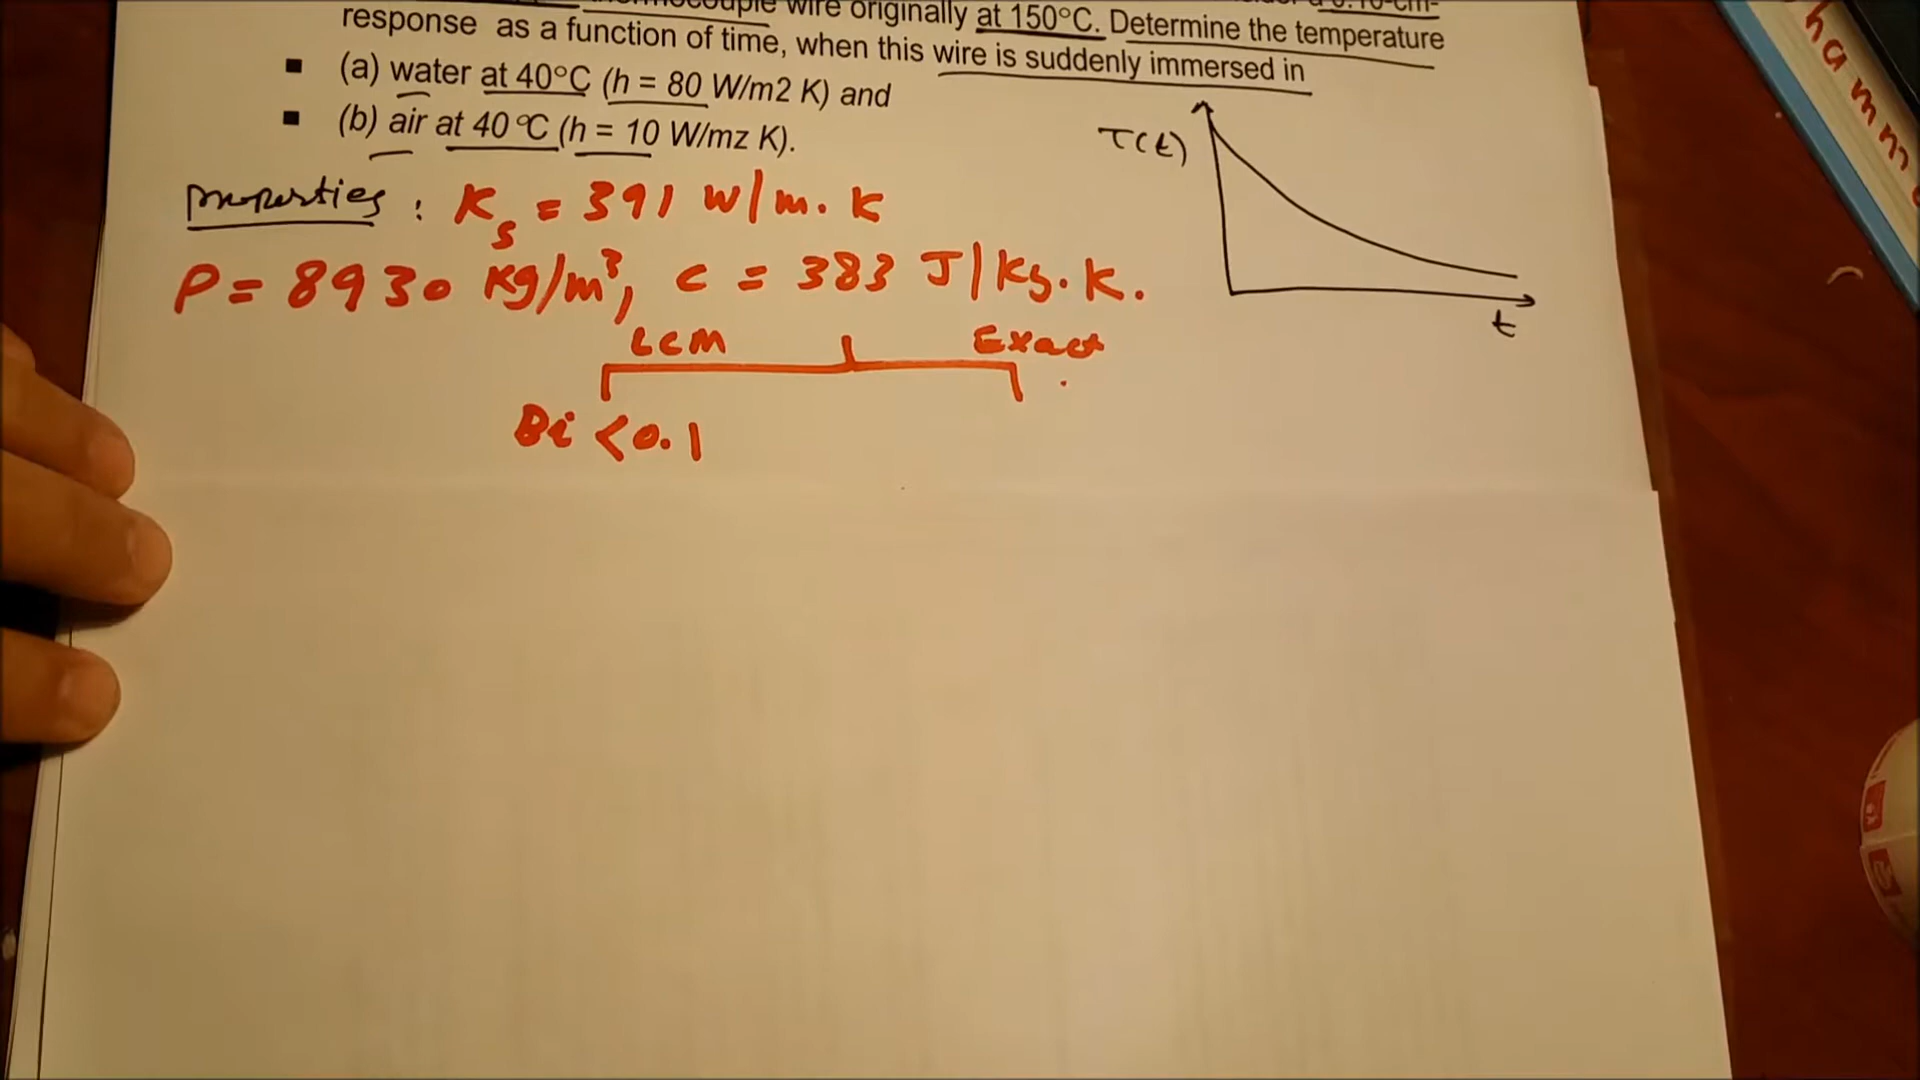 wire originally at 150°C. Determine the temperature
response as a function of time, when this wire is suddenly immersed in
▪ (a) water at 40°C (h = 80 W/m2 K) and
▪ (b) air at 40°C (h = 10 W/mz K).
T(t)
t
properties : Ks = 391 W/m.K
ρ = 8930 Kg/m³, c = 383 J/Kg.K.
LCM Exact
Bi < 0.1
hamm